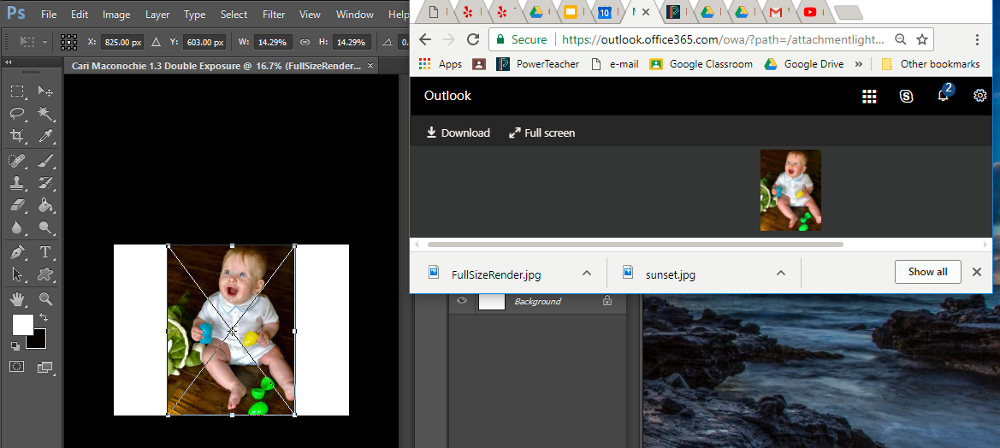 Ps File Edit Image Layer Type Select Filter View Window Help
X: 825.00 px Y: 603.00 px W: 14.29% H: 14.29%
Cari Maconochie 1.3 Double Exposure @ 16.7% (FullSizeRender... ×
10
Secure https://outlook.office365.com/owa/?path=/attachmentlight...
Apps PowerTeacher e-mail Google Classroom Google Drive » Other bookmarks
Outlook
2
Download Full screen
FullSizeRender.jpg sunset.jpg Show all
Background